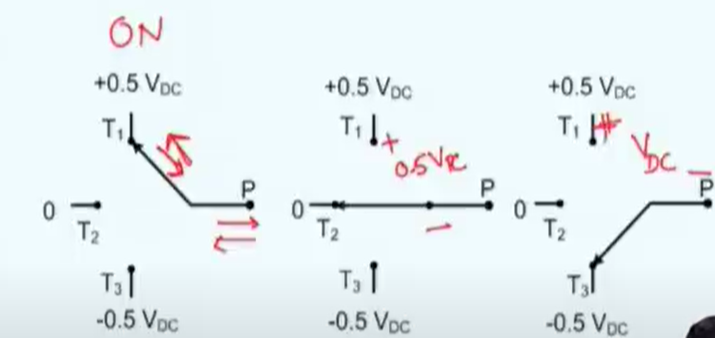 ON
+0.5 VDC
T1
P
0
T2
T3
-0.5 VDC
+0.5 VDC
T1
+
0.5VDC
P
0
T2
-
T3
-0.5 VDC
+0.5 VDC
T1
+
VDC
-
P
0
T2
T3
-0.5 VDC